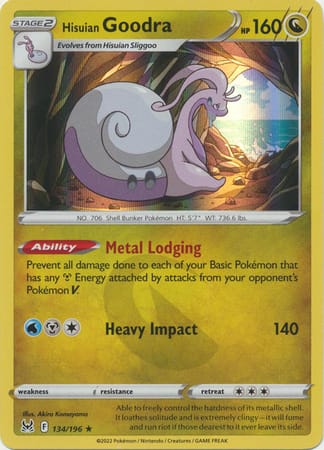 STAGE2
Hisuian Goodra HP160
Evolves from Hisuian Sliggoo
NO. 706 Shell Bunker Pokémon HT: 5'7" WT: 736.6 lbs.
Ability Metal Lodging
Prevent all damage done to each of your Basic Pokémon that
has any Energy attached by attacks from your opponent's
Pokémon V.
Heavy Impact 140
weakness resistance retreat
Illus. Akira Komayama
F 134/196 ★
Able to freely control the hardness of its metallic shell.
It loathes solitude and is extremely clingy—it will fume
and run riot if those dearest to it ever leave its side.
©2022 Pokémon / Nintendo / Creatures / GAME FREAK